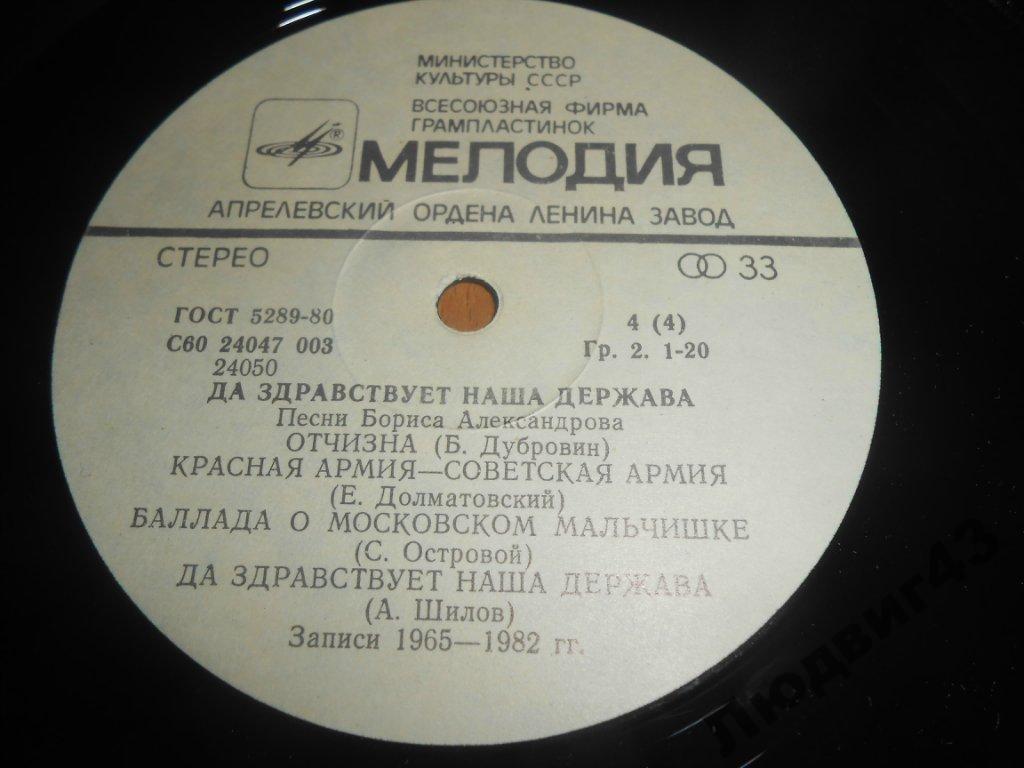 МИНИСТЕРСТВО
КУЛЬТУРЫ СССР
ВСЕСОЮЗНАЯ ФИРМА
ГРАМПЛАСТИНОК
®
МЕЛОДИЯ
АПРЕЛЕВСКИЙ ОРДЕНА ЛЕНИНА ЗАВОД
СТЕРЕО
33
ГОСТ 5289-80
4 (4)
С60 24047 003
Гр. 2. 1-20
24050
ДА ЗДРАВСТВУЕТ НАША ДЕРЖАВА
Песни Бориса Александрова
ОТЧИЗНА (Б. Дубровин)
КРАСНАЯ АРМИЯ—СОВЕТСКАЯ АРМИЯ
(Е. Долматовский)
БАЛЛАДА О МОСКОВСКОМ МАЛЬЧИШКЕ
(С. Островой)
ДА ЗДРАВСТВУЕТ НАША ДЕРЖАВА
(А. Шилов)
Записи 1965—1982 гг.
Людвиг43